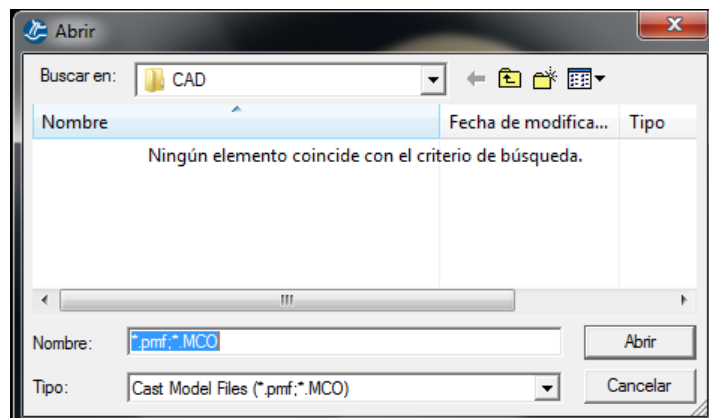 Abrir
Buscar en: CAD
Nombre Fecha de modifica... Tipo
Ningún elemento coincide con el criterio de búsqueda.
Nombre: *.pmf;*.MCO Abrir
Tipo: Cast Model Files (*.pmf;*.MCO) Cancelar